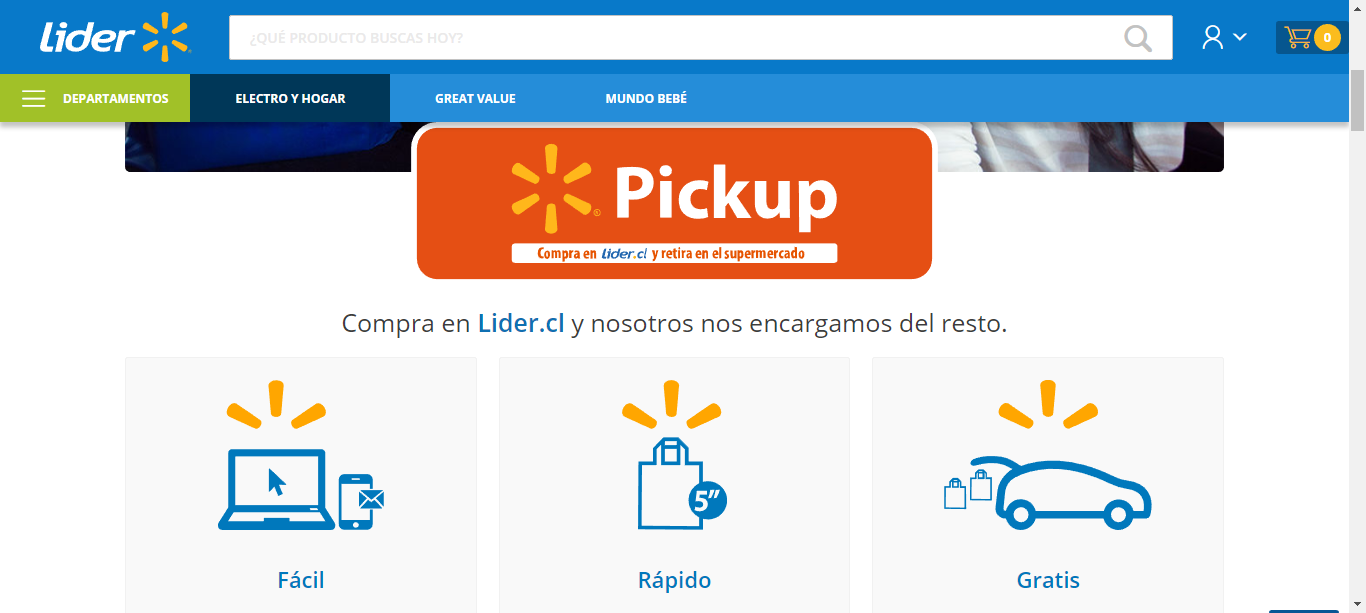 Lider
¿QUÉ PRODUCTO BUSCAS HOY?
0
DEPARTAMENTOS
ELECTRO Y HOGAR
GREAT VALUE
MUNDO BEBÉ
Pickup
Compra en Lider.cl y retira en el supermercado
Compra en Lider.cl y nosotros nos encargamos del resto.
5”
Fácil
Rápido
Gratis